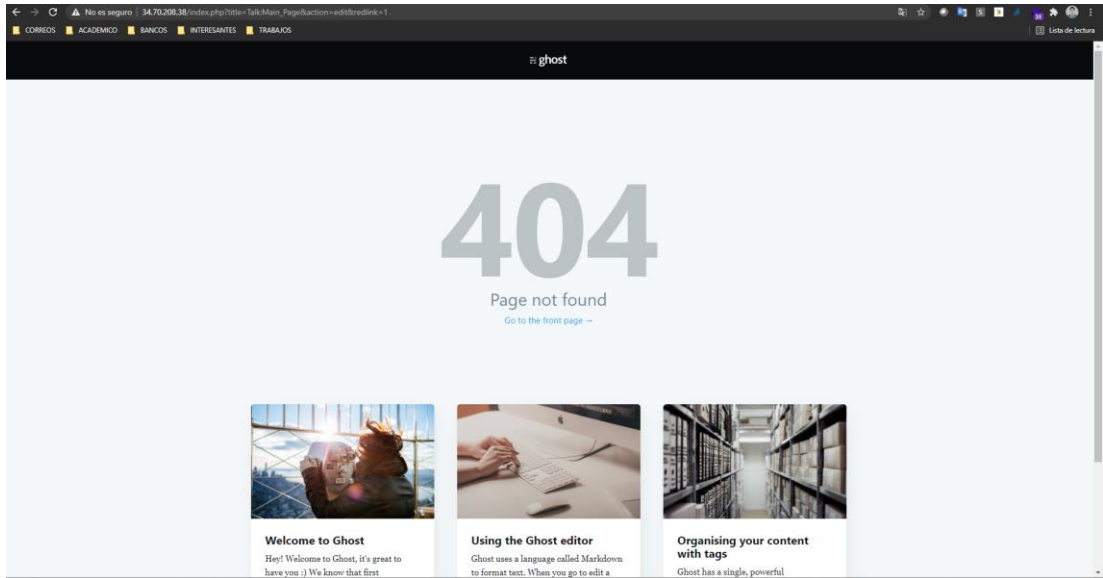 No es seguro 34.70.208.38/index.php?title=Talk:Main_Page&action=edit&redlink=1
CORREOS ACADEMICO BANCOS INTERESANTES TRABAJOS Lista de lectura
ghost
404
Page not found
Go to the front page →
Welcome to Ghost
Hey! Welcome to Ghost, it's great to
have you :) We know that first
Using the Ghost editor
Ghost uses a language called Markdown
to format text. When you go to edit a
Organising your content
with tags
Ghost has a single, powerful